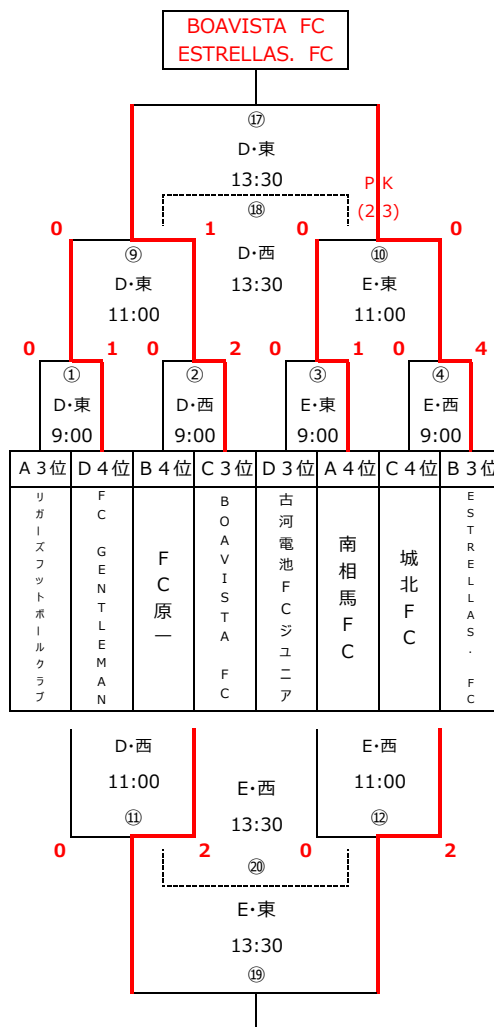 BOAVISTA FC
ESTRELLAS. FC
⑰
D・東
13:30
PK
(2 3)
⑱
0 1 0 0
⑨ D・西 ⑩
D・東 13:30 E・東
11:00 11:00
0 1 0 2 0 1 0 4
① ② ③ ④
D・東 D・西 E・東 E・西
9:00 9:00 9:00 9:00
A3位 D4位 B4位 C3位 D3位 A4位 C4位 B3位
リガーズフットボールクラブ
FC GENTLEMAN
FC原一
BOAVISTA FC
古河電池FCジュニア
南相馬FC
城北FC
ESTRELLAS. FC
D・西 E・西
11:00 E・西 11:00
⑪ 13:30 ⑫
0 2 0 2
⑳
E・東
13:30
⑲